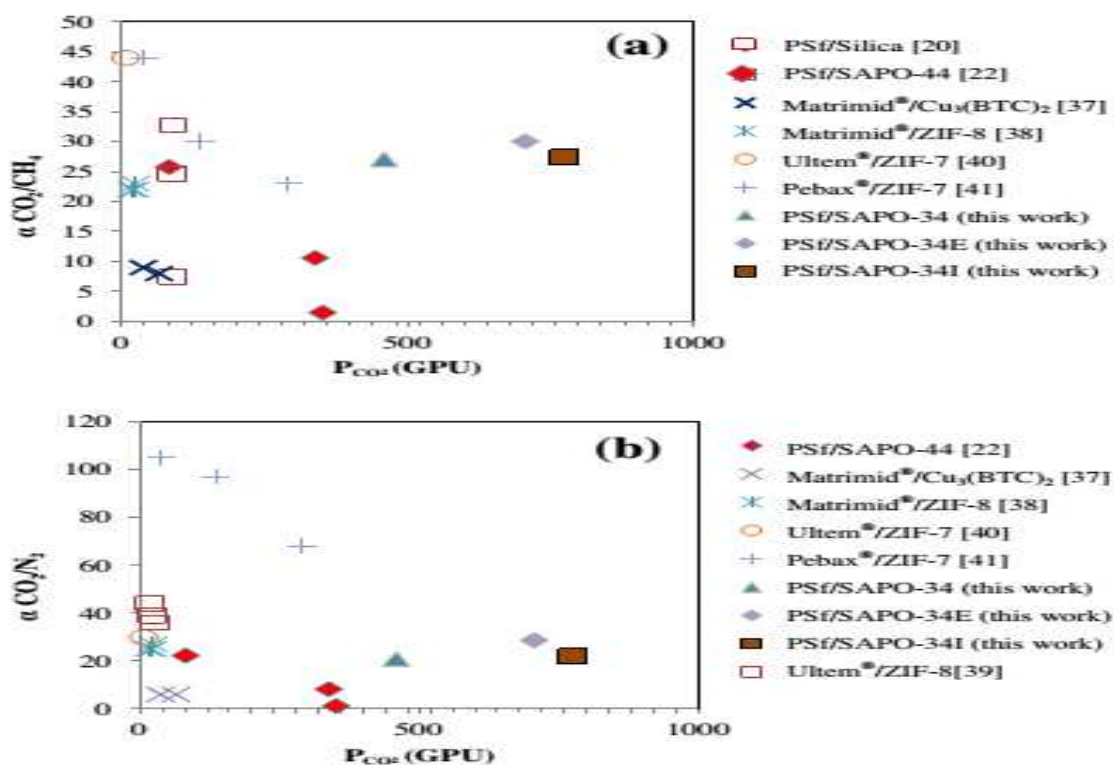 (a)
α CO₂/CH₄
50
45
40
35
30
25
20
15
10
5
0
0 500 1000
P_CO² (GPU)
PSf/Silica [20]
PSf/SAPO-44 [22]
Matrimid®/Cu₃(BTC)₂ [37]
Matrimid®/ZIF-8 [38]
Ultem®/ZIF-7 [40]
Pebax®/ZIF-7 [41]
PSf/SAPO-34 (this work)
PSf/SAPO-34E (this work)
PSf/SAPO-34I (this work)
(b)
α CO₂/N₂
120
100
80
60
40
20
0
0 500 1000
P_CO² (GPU)
PSf/SAPO-44 [22]
Matrimid®/Cu₃(BTC)₂ [37]
Matrimid®/ZIF-8 [38]
Ultem®/ZIF-7 [40]
Pebax®/ZIF-7 [41]
PSf/SAPO-34 (this work)
PSf/SAPO-34E (this work)
PSf/SAPO-34I (this work)
Ultem®/ZIF-8[39]